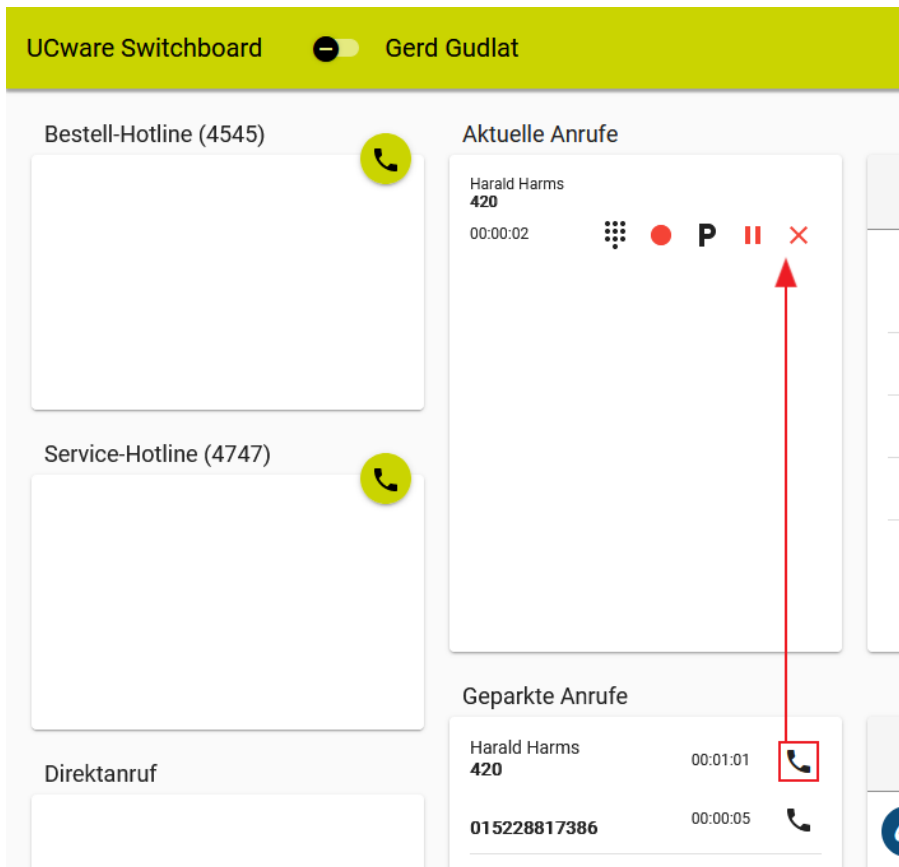 UCware Switchboard Gerd Gudlat
Bestell-Hotline (4545)
Aktuelle Anrufe
Harald Harms
420
00:00:02 P
Service-Hotline (4747)
Geparkte Anrufe
Harald Harms
420
00:01:01
015228817386
00:00:05
Direktanruf